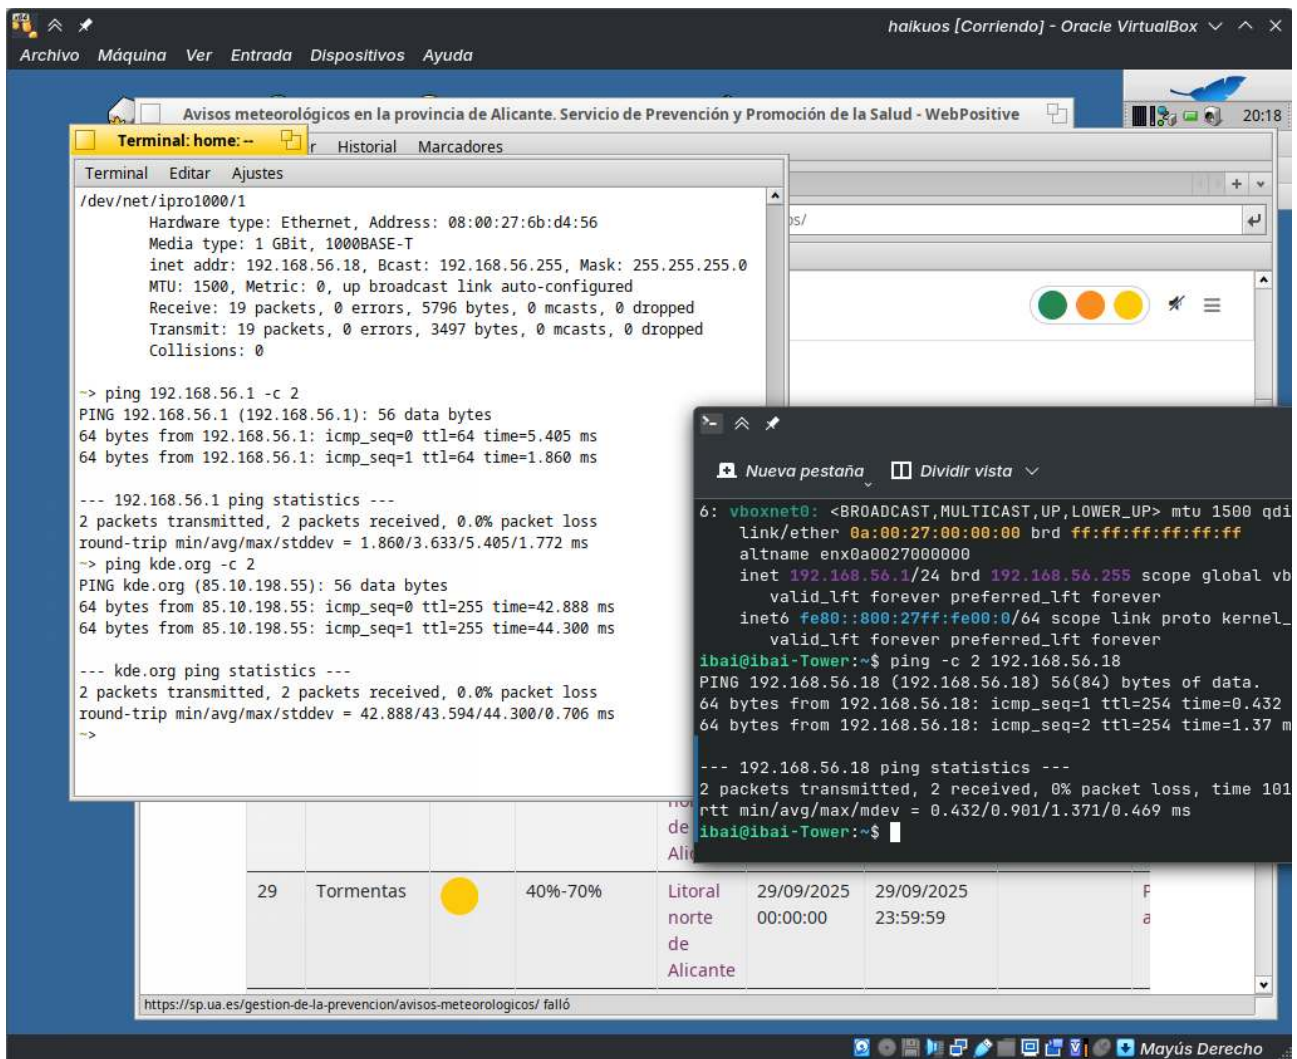 haikuos [Corriendo] - Oracle VirtualBox
Archivo Máquina Ver Entrada Dispositivos Ayuda
Avisos meteorológicos en la provincia de Alicante. Servicio de Prevención y Promoción de la Salud - WebPositive
20:18
Terminal: home: --
r Historial Marcadores
Terminal Editar Ajustes
/dev/net/ipro1000/1
Hardware type: Ethernet, Address: 08:00:27:6b:d4:56
Media type: 1 GBit, 1000BASE-T
inet addr: 192.168.56.18, Bcast: 192.168.56.255, Mask: 255.255.255.0
MTU: 1500, Metric: 0, up broadcast link auto-configured
Receive: 19 packets, 0 errors, 5796 bytes, 0 mcasts, 0 dropped
Transmit: 19 packets, 0 errors, 3497 bytes, 0 mcasts, 0 dropped
Collisions: 0
~> ping 192.168.56.1 -c 2
PING 192.168.56.1 (192.168.56.1): 56 data bytes
64 bytes from 192.168.56.1: icmp_seq=0 ttl=64 time=5.405 ms
64 bytes from 192.168.56.1: icmp_seq=1 ttl=64 time=1.860 ms
--- 192.168.56.1 ping statistics ---
2 packets transmitted, 2 packets received, 0.0% packet loss
round-trip min/avg/max/stddev = 1.860/3.633/5.405/1.772 ms
~> ping kde.org -c 2
PING kde.org (85.10.198.55): 56 data bytes
64 bytes from 85.10.198.55: icmp_seq=0 ttl=255 time=42.888 ms
64 bytes from 85.10.198.55: icmp_seq=1 ttl=255 time=44.300 ms
--- kde.org ping statistics ---
2 packets transmitted, 2 packets received, 0.0% packet loss
round-trip min/avg/max/stddev = 42.888/43.594/44.300/0.706 ms
~>
os/
Nueva pestaña Dividir vista
6: vboxnet0: <BROADCAST,MULTICAST,UP,LOWER_UP> mtu 1500 qdi
link/ether 0a:00:27:00:00:00 brd ff:ff:ff:ff:ff:ff
altname enx0a0027000000
inet 192.168.56.1/24 brd 192.168.56.255 scope global vb
valid_lft forever preferred_lft forever
inet6 fe80::800:27ff:fe00:0/64 scope link proto kernel_
valid_lft forever preferred_lft forever
ibai@ibai-Tower:~$ ping -c 2 192.168.56.18
PING 192.168.56.18 (192.168.56.18) 56(84) bytes of data.
64 bytes from 192.168.56.18: icmp_seq=1 ttl=254 time=0.432
64 bytes from 192.168.56.18: icmp_seq=2 ttl=254 time=1.37 m
--- 192.168.56.18 ping statistics ---
2 packets transmitted, 2 received, 0% packet loss, time 101
rtt min/avg/max/mdev = 0.432/0.901/1.371/0.469 ms
ibai@ibai-Tower:~$
de
Ali
29 Tormentas 40%-70% Litoral 29/09/2025 29/09/2025
norte 00:00:00 23:59:59
de
Alicante
https://sp.ua.es/gestion-de-la-prevencion/avisos-meteorologicos/ falló
Mayús Derecho